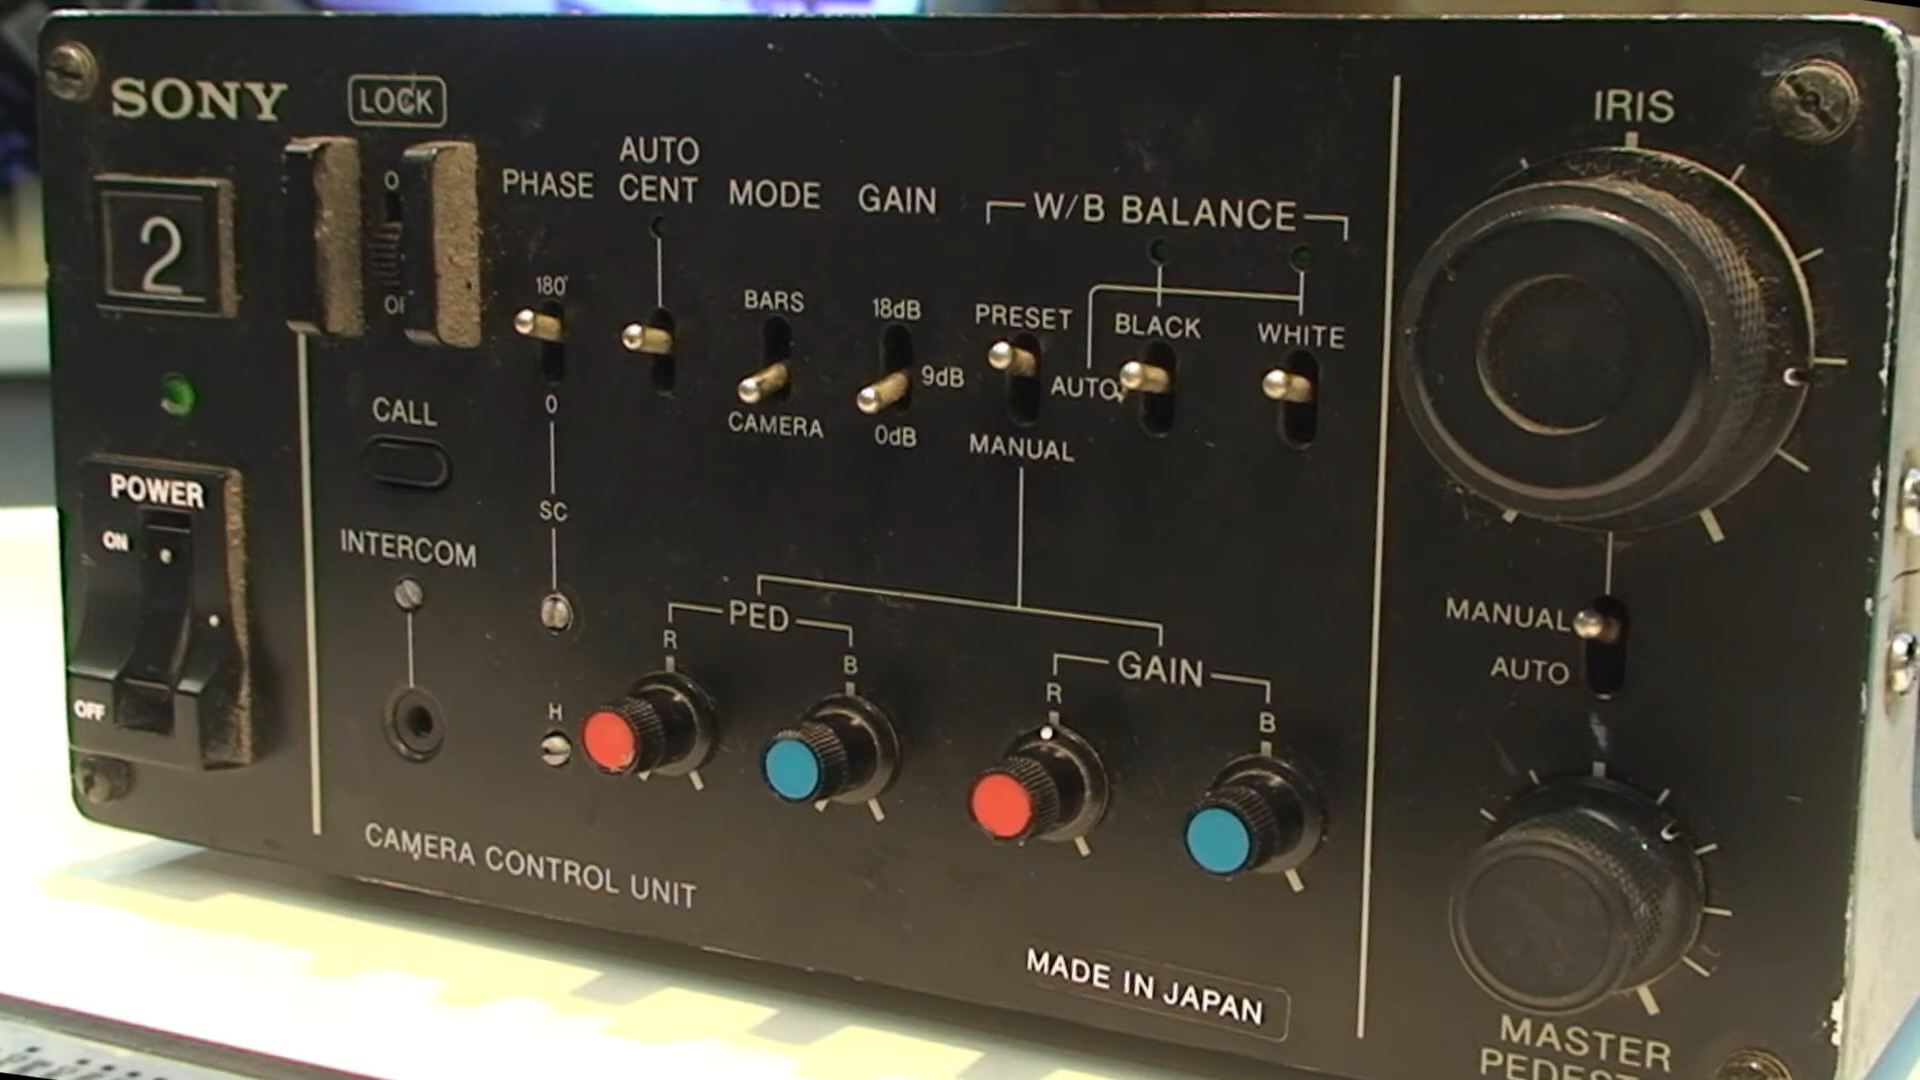 SONY
LOCK
2
POWER
ON
OFF
CALL
INTERCOM
PHASE
180°
0
SC
H
AUTO
CENT
MODE
BARS
CAMERA
GAIN
18dB
9dB
0dB
W/B BALANCE
PRESET
MANUAL
AUTO
BLACK
WHITE
PED
R
B
GAIN
R
B
IRIS
MANUAL
AUTO
MASTER
CAMERA CONTROL UNIT
MADE IN JAPAN